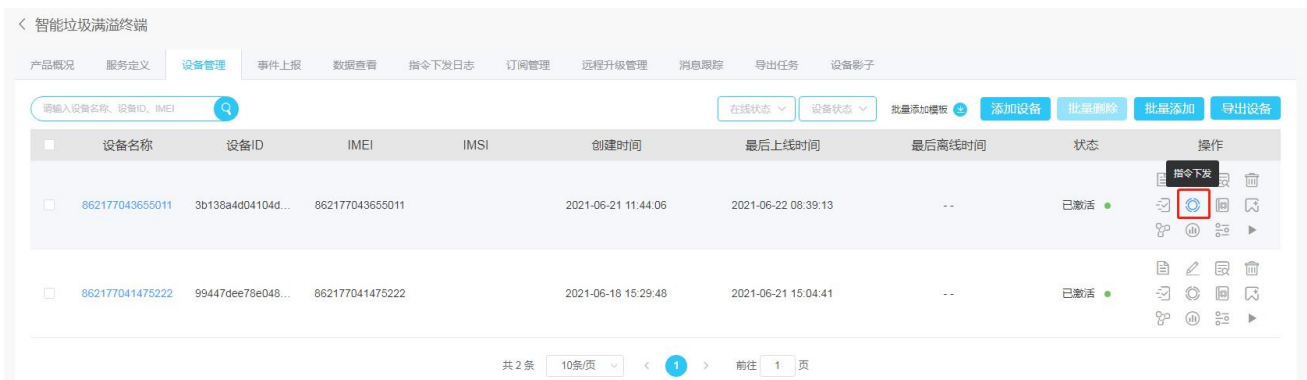 智能垃圾满溢终端
产品概况 服务定义 设备管理 事件上报 数据查看 指令下发日志 订阅管理 远程升级管理 消息跟踪 导出任务 设备影子
请输入设备名称、设备ID、IMEI 在线状态 设备状态 批量添加模板 添加设备 批量删除 批量添加 导出设备
设备名称 设备ID IMEI IMSI 创建时间 最后上线时间 最后离线时间 状态 操作
指令下发
862177043655011 3b138a4d04104d... 862177043655011 2021-06-21 11:44:06 2021-06-22 08:39:13 - - 已激活
862177041475222 99447dee78e048... 862177041475222 2021-06-18 15:29:48 2021-06-21 15:04:41 - - 已激活
共2条 10条/页 < 1 > 前往 1 页